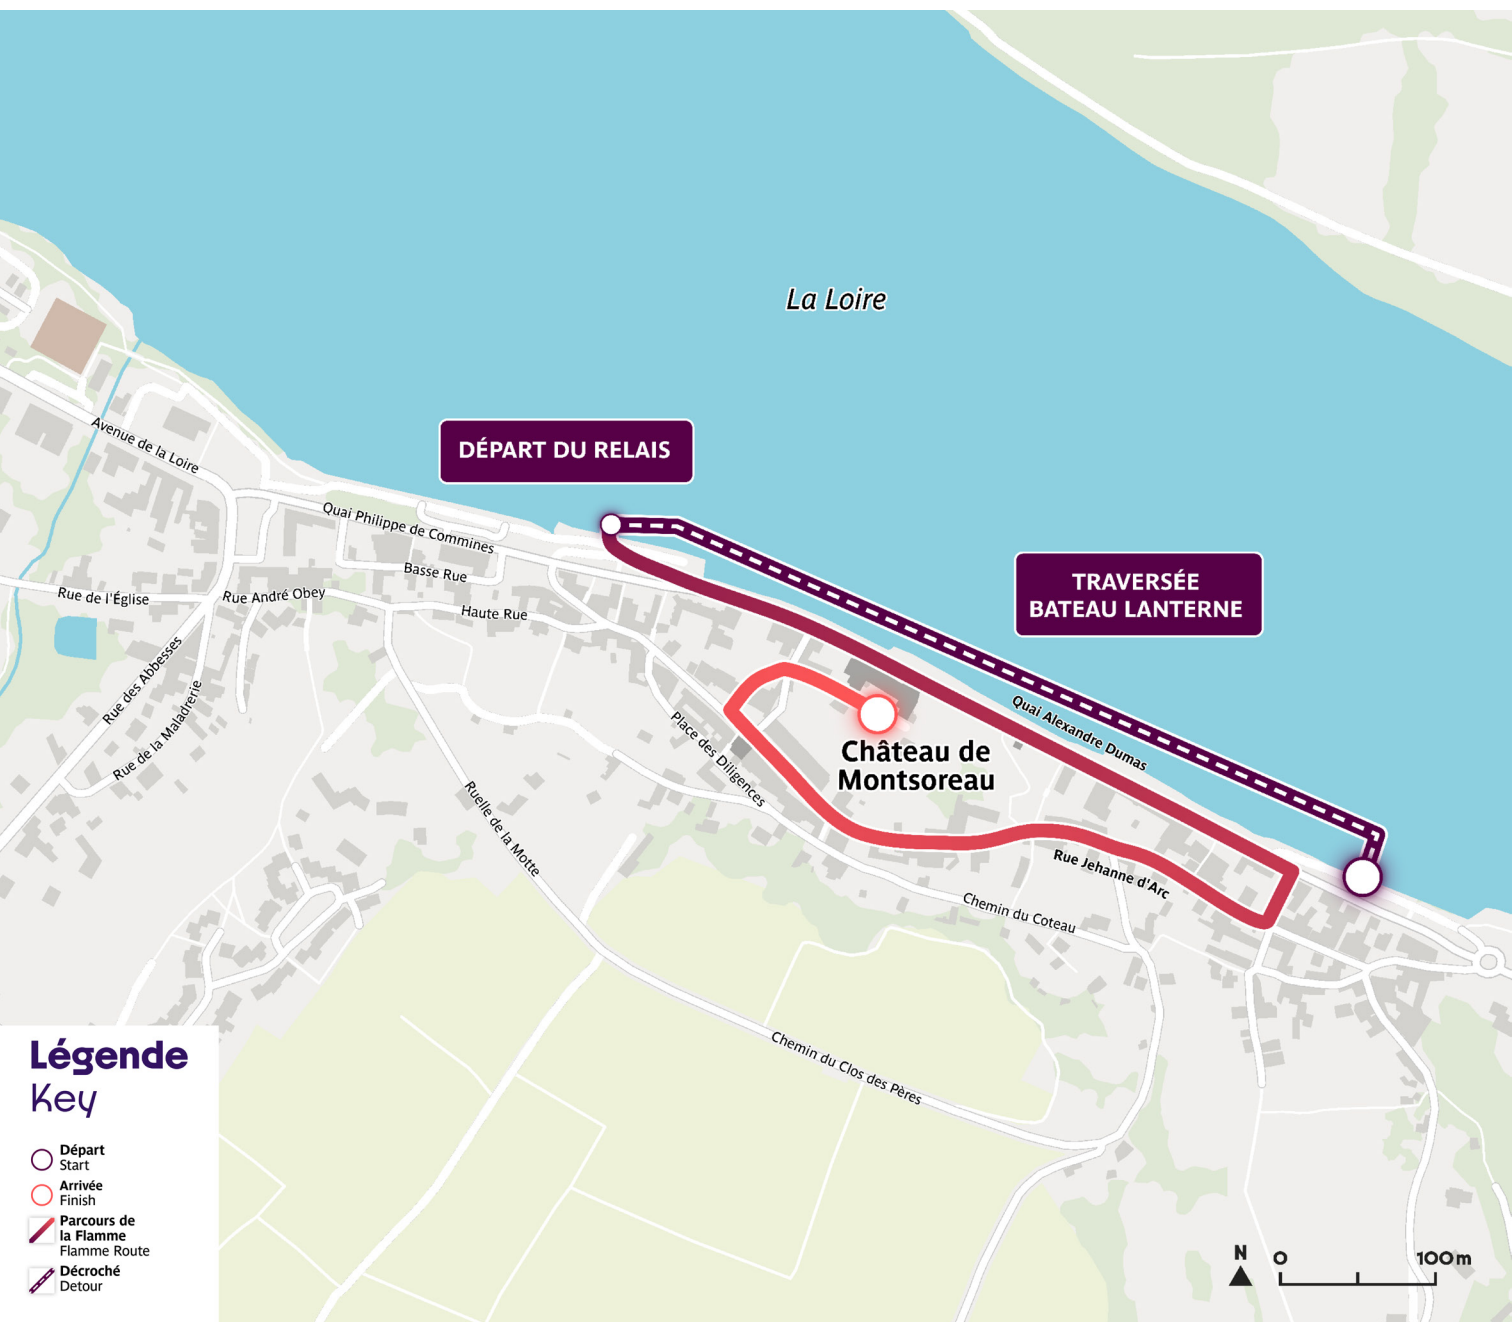 La Loire
DÉPART DU RELAIS
TRAVERSÉE
BATEAU LANTERNE
Avenue de la Loire
Quai Philippe de Commines
Basse Rue
Rue de l'Église
Rue André Obey
Haute Rue
Rue des Abbesses
Rue de la Maladrerie
Place des Diligences
Quai Alexandre Dumas
Château de
Montsoreau
Ruelle de la Motte
Rue Jehanne d'Arc
Chemin du Coteau
Chemin du Clos des Pères
Légende
Key
Départ
Start
Arrivée
Finish
Parcours de
la Flamme
Flamme Route
Décroché
Detour
N
0
100m